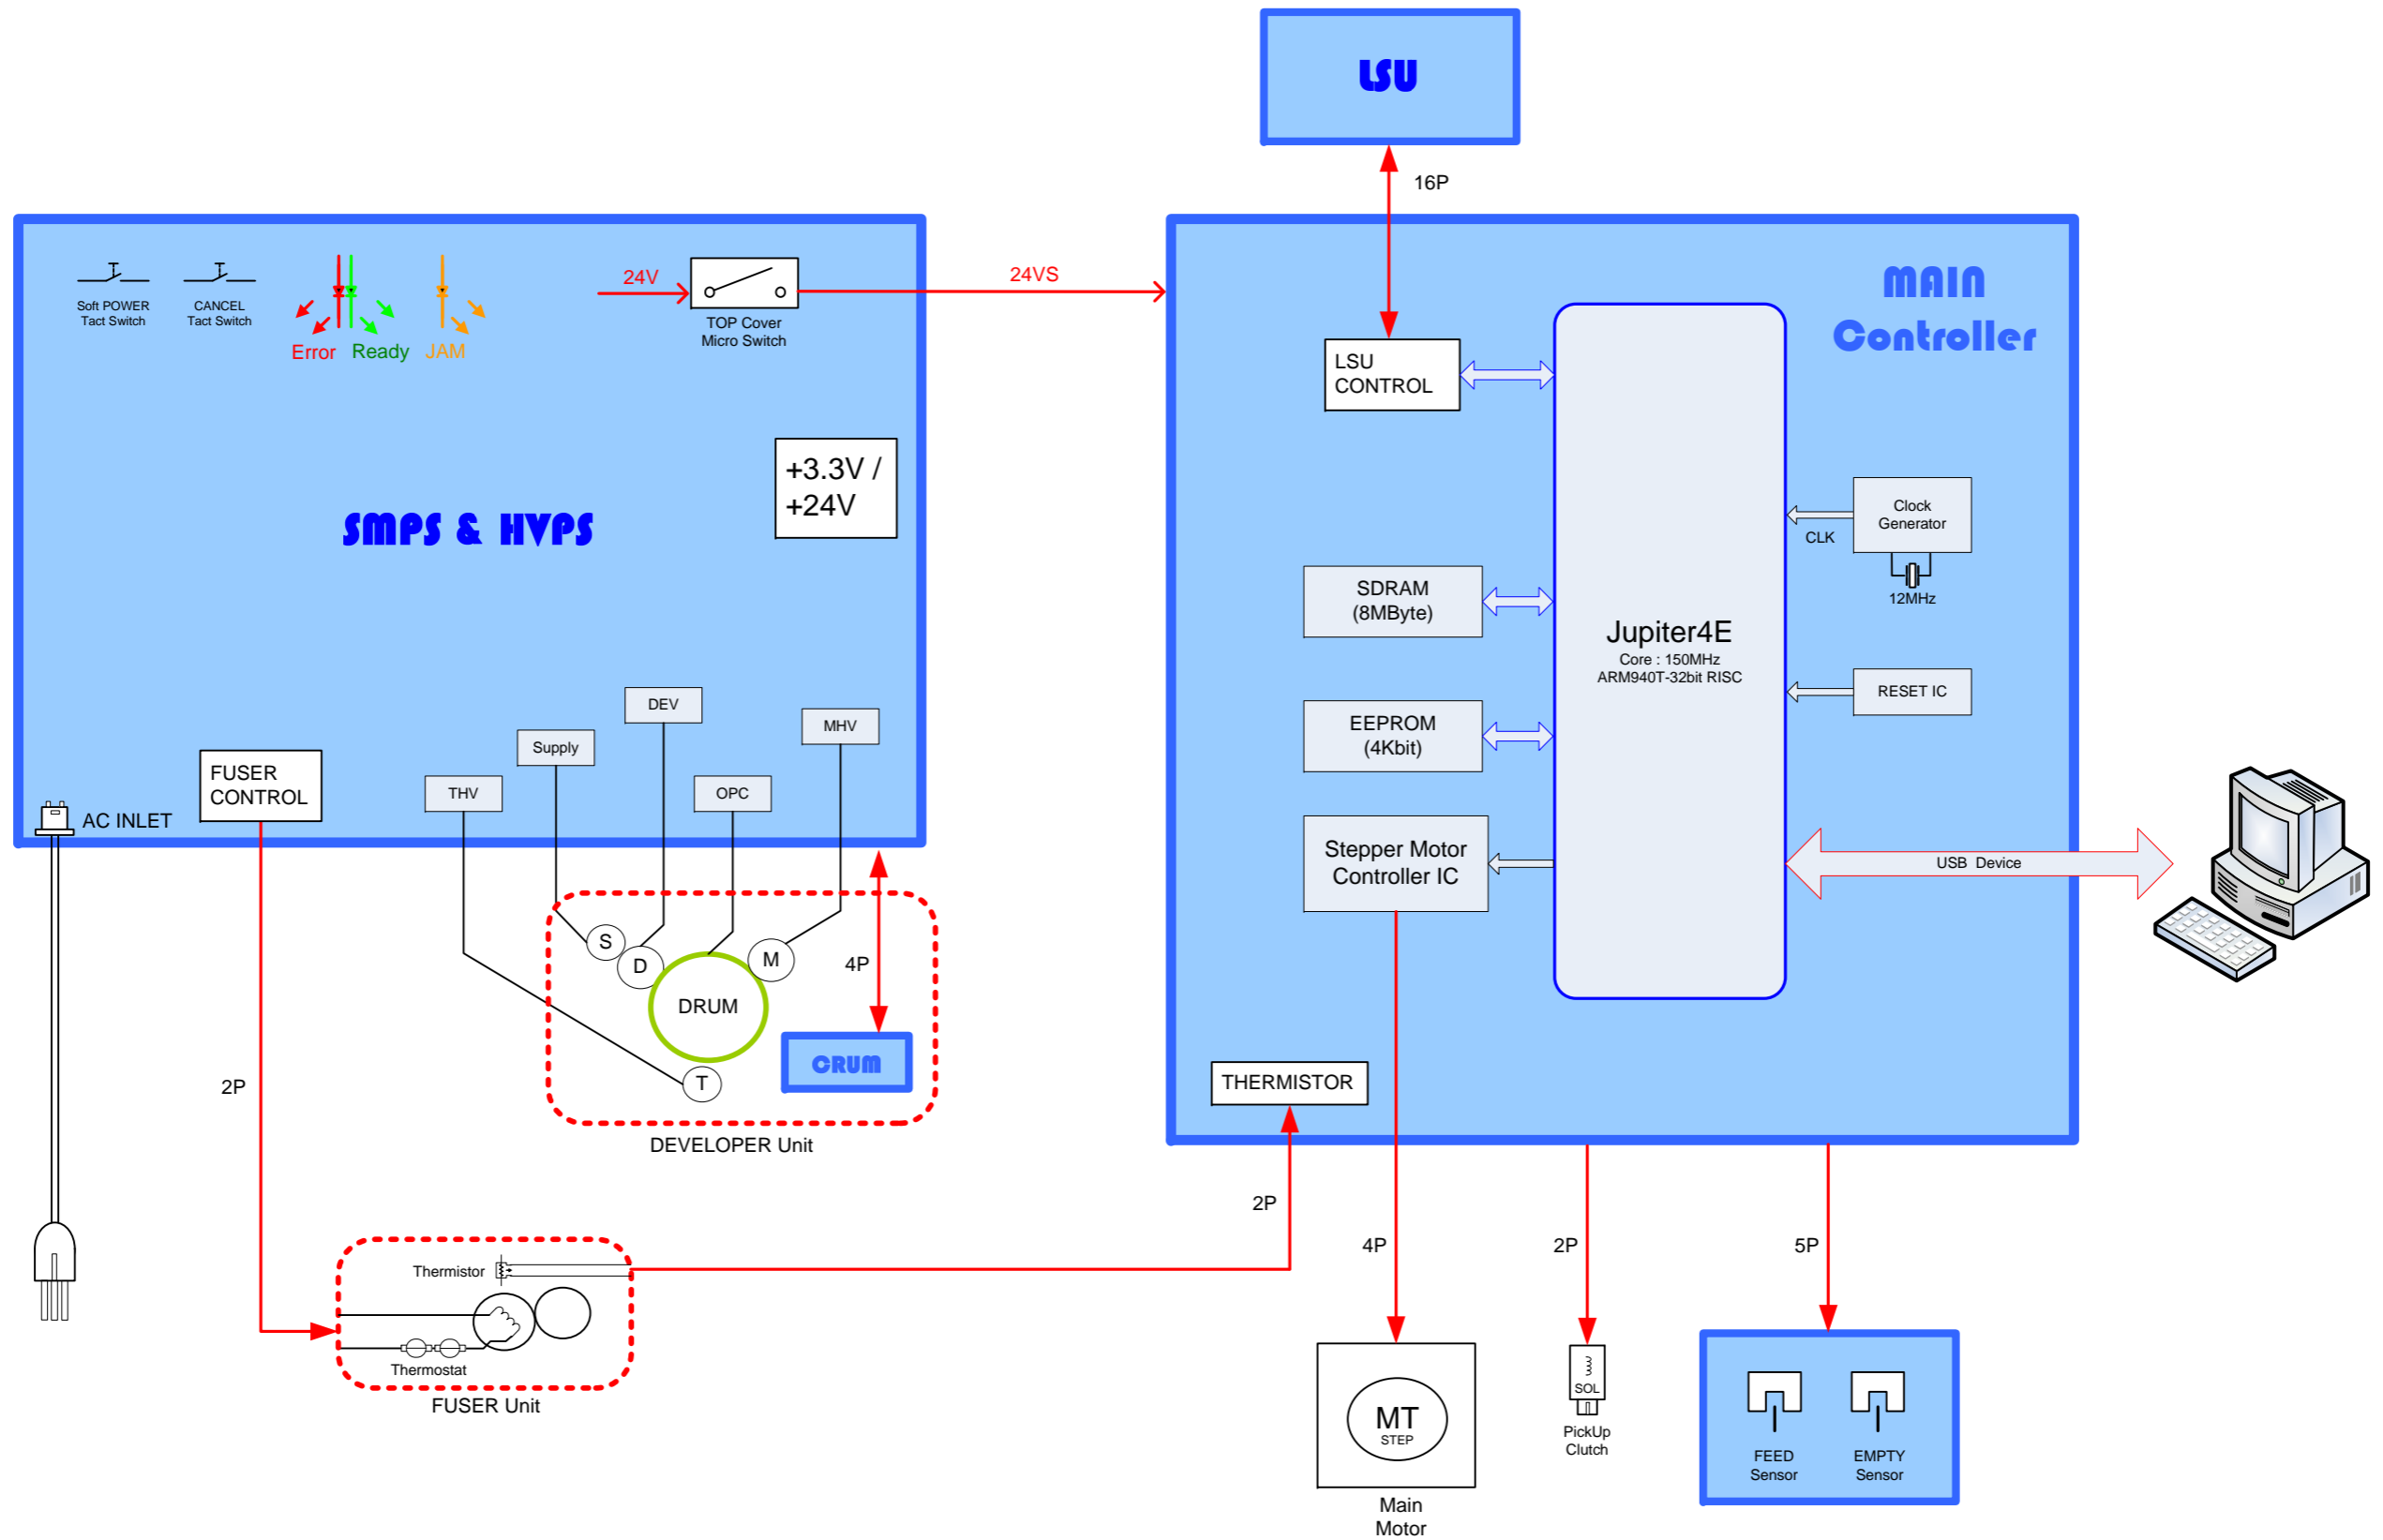 LSU
16P
Soft POWER
Tact Switch
CANCEL
Tact Switch
Error
Ready
JAM
24V
TOP Cover
Micro Switch
24VS
MAIN
Controller
LSU
CONTROL
+3.3V /
+24V
SMPS & HVPS
Clock
Generator
CLK
12MHz
SDRAM
(8MByte)
Jupiter4E
Core : 150MHz
ARM940T-32bit RISC
RESET IC
EEPROM
(4Kbit)
DEV
MHV
Supply
FUSER
CONTROL
THV
OPC
AC INLET
Stepper Motor
Controller IC
USB Device
S
D
M
4P
DRUM
CRUM
T
THERMISTOR
2P
DEVELOPER Unit
2P
4P
2P
5P
Thermistor
Thermostat
FUSER Unit
MT
STEP
Main
Motor
SOL
PickUp
Clutch
FEED
Sensor
EMPTY
Sensor